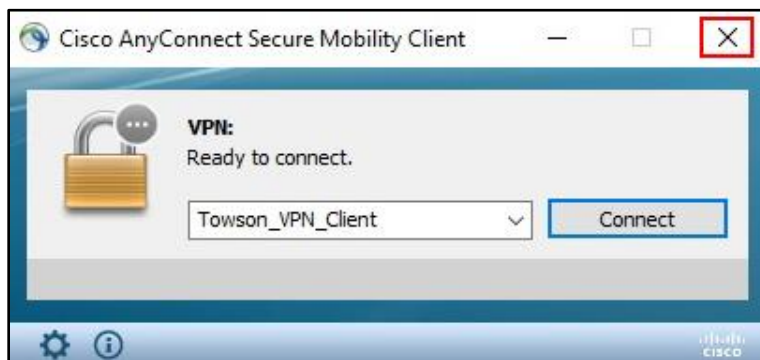 Cisco AnyConnect Secure Mobility Client
VPN:
Ready to connect.
Towson_VPN_Client
Connect
cisco